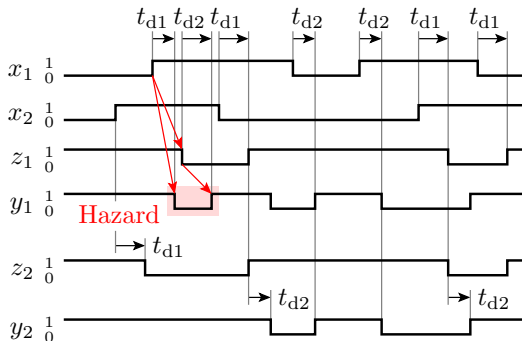 t_d1 t_d2 t_d1 t_d2 t_d1 t_d1
x_1 1 0
x_2 1 0
z_1 1 0
y_1 1 0
Hazard
t_d1
z_2 1 0
t_d2 t_d2
y_2 1 0